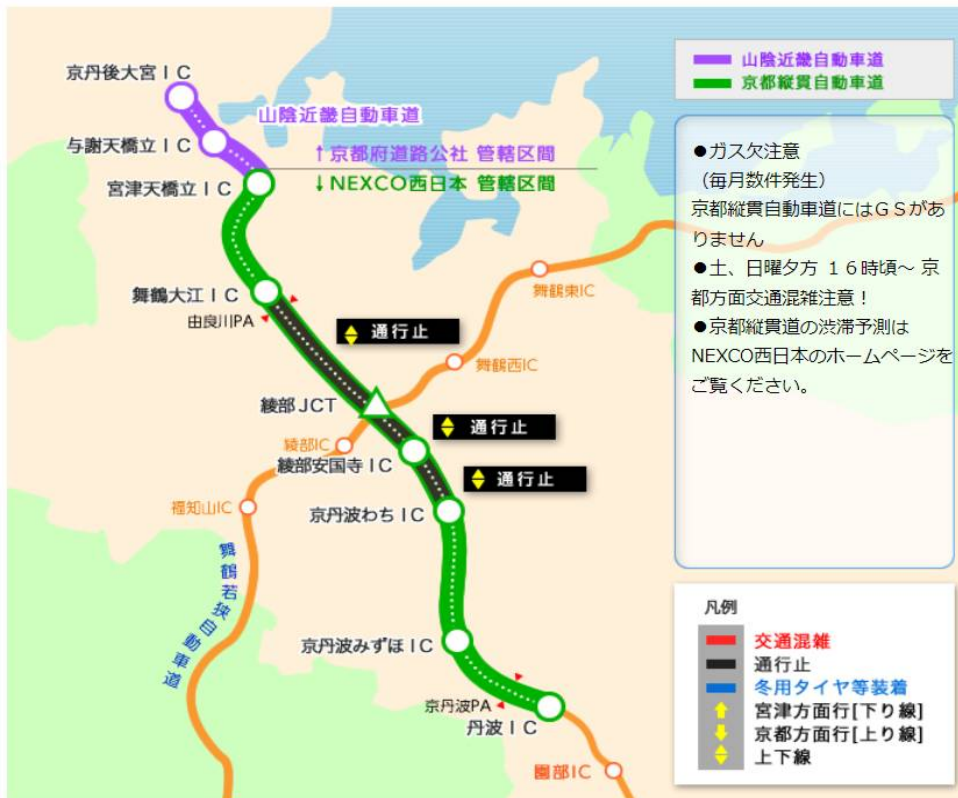 京丹後大宮ＩＣ
山陰近畿自動車道
与謝天橋立ＩＣ
↑京都府道路公社 管轄区間
宮津天橋立ＩＣ
↓NEXCO西日本 管轄区間
舞鶴大江ＩＣ
由良川PA
通行止
舞鶴東IC
舞鶴西IC
綾部JCT
通行止
綾部IC
綾部安国寺ＩＣ
通行止
福知山IC
京丹波わちＩＣ
舞鶴若狭自動車道
京丹波みずほＩＣ
京丹波PA
丹波ＩＣ
園部IC
山陰近畿自動車道
京都縦貫自動車道
●ガス欠注意
（毎月数件発生）
京都縦貫自動車道にはＧＳがあ
りません
●土、日曜夕方 １６時頃～ 京
都方面交通混雑注意！
●京都縦貫道の渋滞予測は
NEXCO西日本のホームページを
ご覧ください。
凡例
交通混雑
通行止
冬用タイヤ等装着
宮津方面行[下り線]
京都方面行[上り線]
上下線